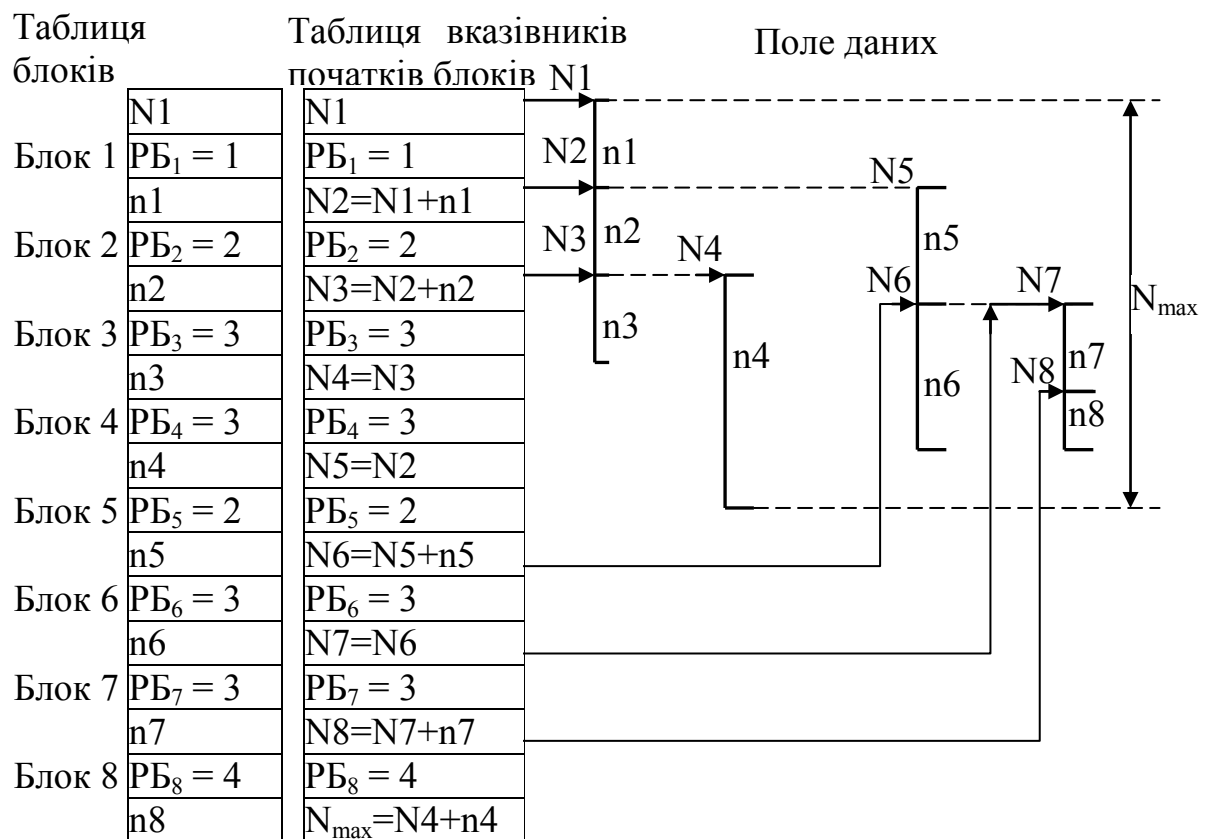 Таблиця блоків
Таблиця вказівників початків блоків
Поле даних
N1
N1
Блок 1 РБ₁ = 1
РБ₁ = 1
n1
N2=N1+n1
Блок 2 РБ₂ = 2
РБ₂ = 2
n2
N3=N2+n2
Блок 3 РБ₃ = 3
РБ₃ = 3
n3
N4=N3
Блок 4 РБ₄ = 3
РБ₄ = 3
n4
N5=N2
Блок 5 РБ₅ = 2
РБ₅ = 2
n5
N6=N5+n5
Блок 6 РБ₆ = 3
РБ₆ = 3
n6
N7=N6
Блок 7 РБ₇ = 3
РБ₇ = 3
n7
N8=N7+n7
Блок 8 РБ₈ = 4
РБ₈ = 4
n8
Nmax=N4+n4
N1
N2 n1
N3 n2
n3
N4
n4
N5
n5
N6
n6
N7
n7
N8
n8
Nmax